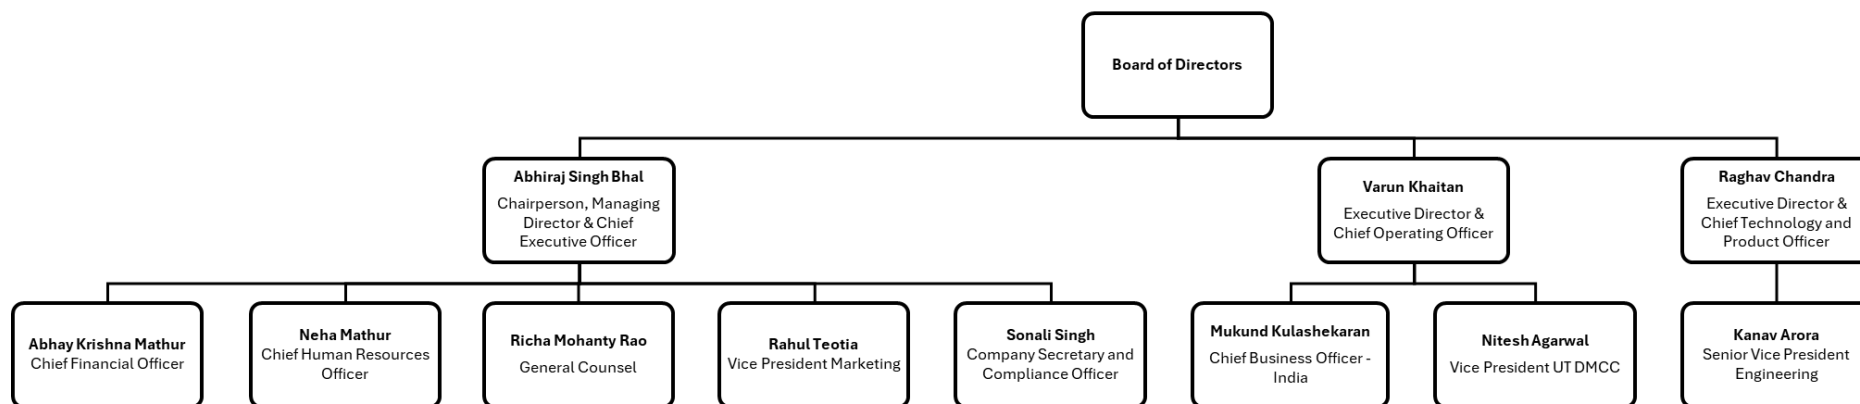 Board of Directors
Abhiraj Singh Bhal
Chairperson, Managing
Director & Chief
Executive Officer
Varun Khaitan
Executive Director &
Chief Operating Officer
Raghav Chandra
Executive Director &
Chief Technology and
Product Officer
Abhay Krishna Mathur
Chief Financial Officer
Neha Mathur
Chief Human Resources
Officer
Richa Mohanty Rao
General Counsel
Rahul Teotia
Vice President Marketing
Sonali Singh
Company Secretary and
Compliance Officer
Mukund Kulashekaran
Chief Business Officer -
India
Nitesh Agarwal
Vice President UT DMCC
Kanav Arora
Senior Vice President
Engineering